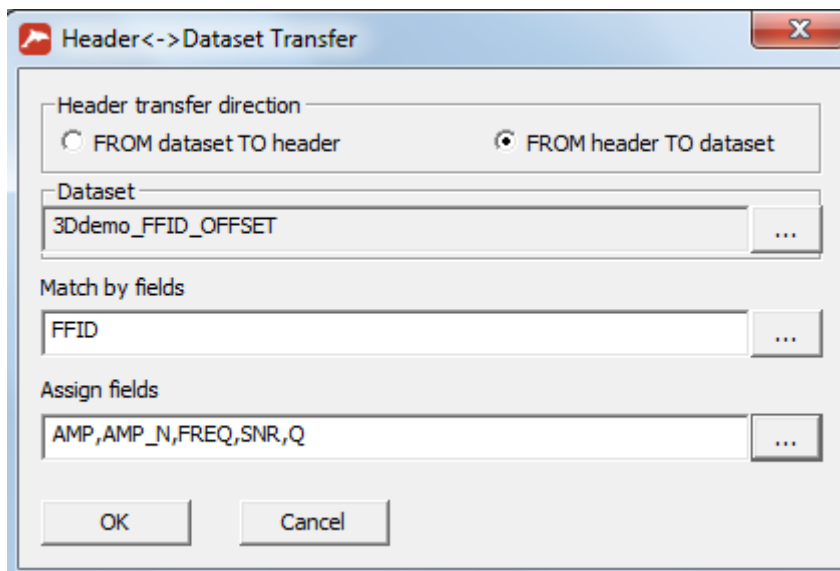 Header<->Dataset Transfer
Header transfer direction
FROM dataset TO header
FROM header TO dataset
Dataset
3Ddemo_FFID_OFFSET
...
Match by fields
FFID
...
Assign fields
AMP,AMP_N,FREQ,SNR,Q
...
OK
Cancel